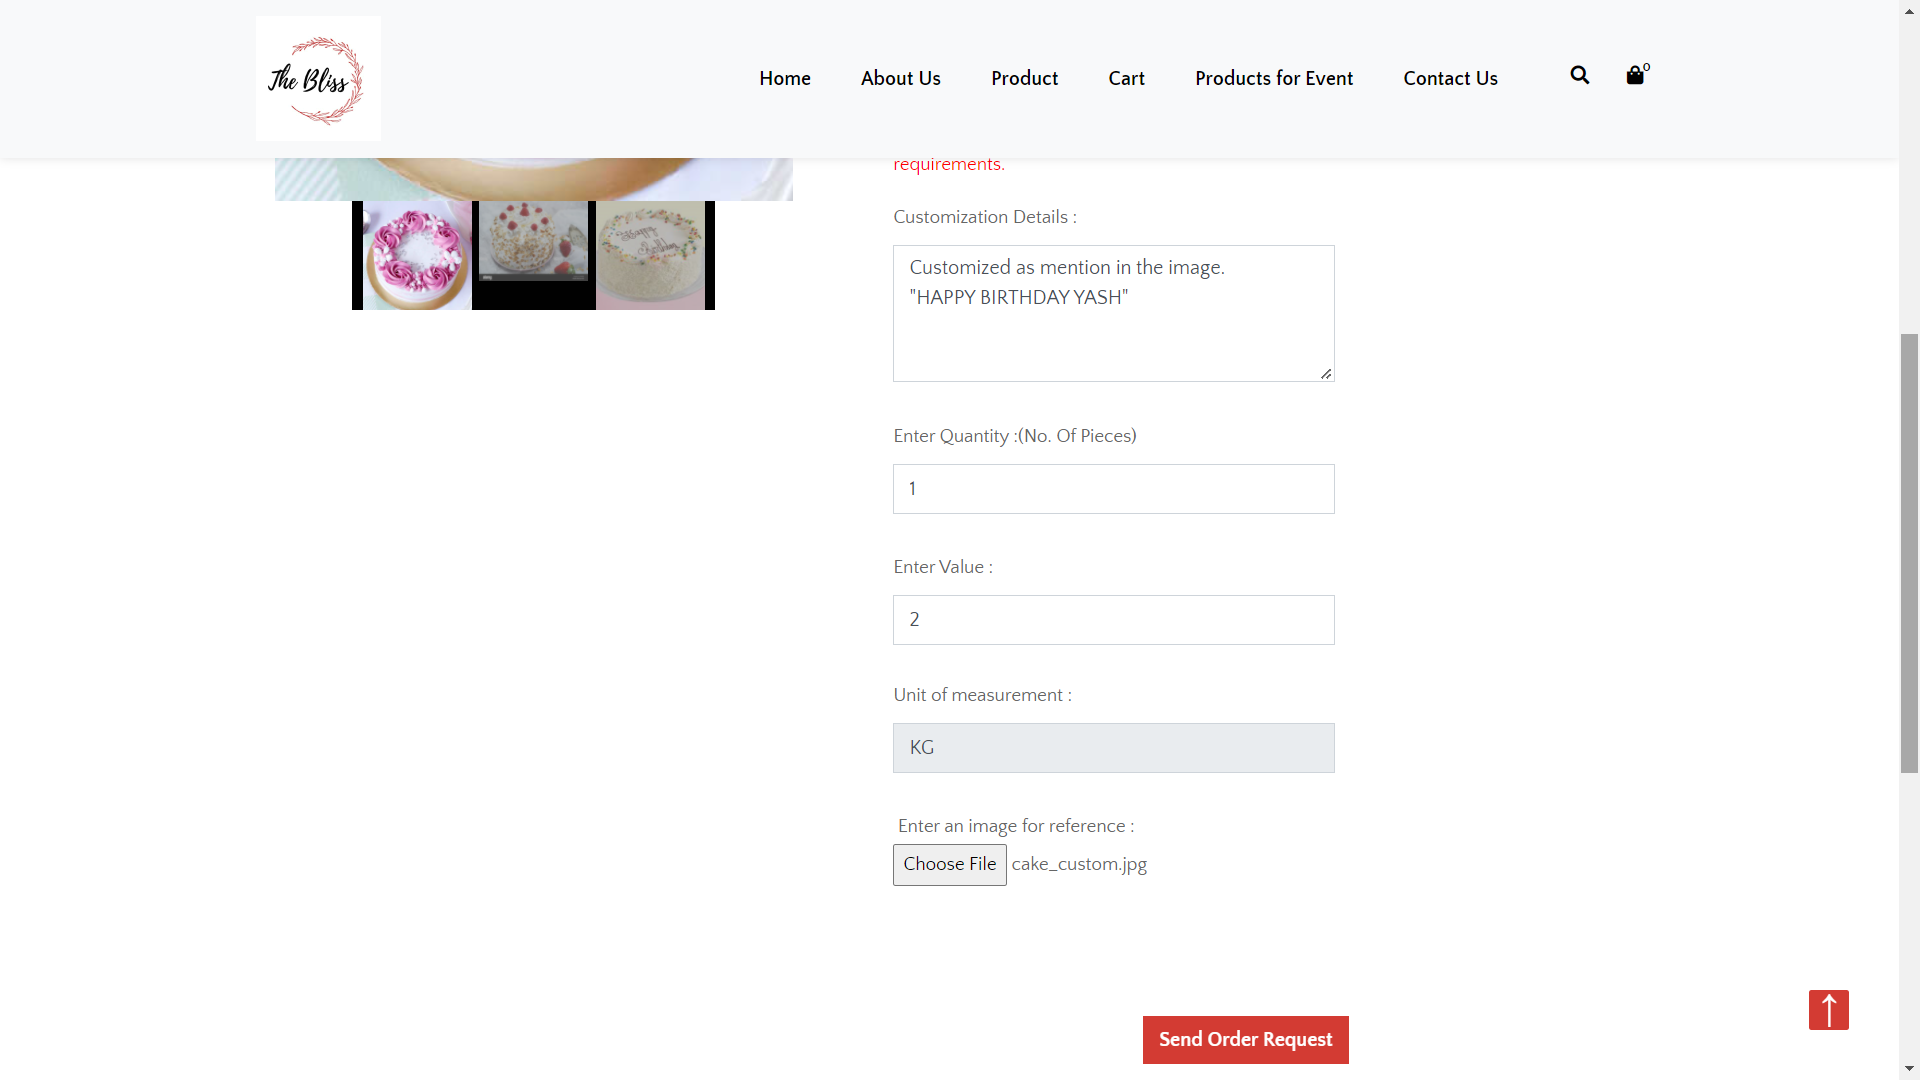 The Bliss
Home
About Us
Product
Cart
Products for Event
Contact Us
0
requirements.
Customization Details :
Customized as mention in the image.
"HAPPY BIRTHDAY YASH"
Happy
Birthday
Enter Quantity :(No. Of Pieces)
1
Enter Value :
2
Unit of measurement :
KG
Enter an image for reference :
Choose File cake_custom.jpg
Send Order Request